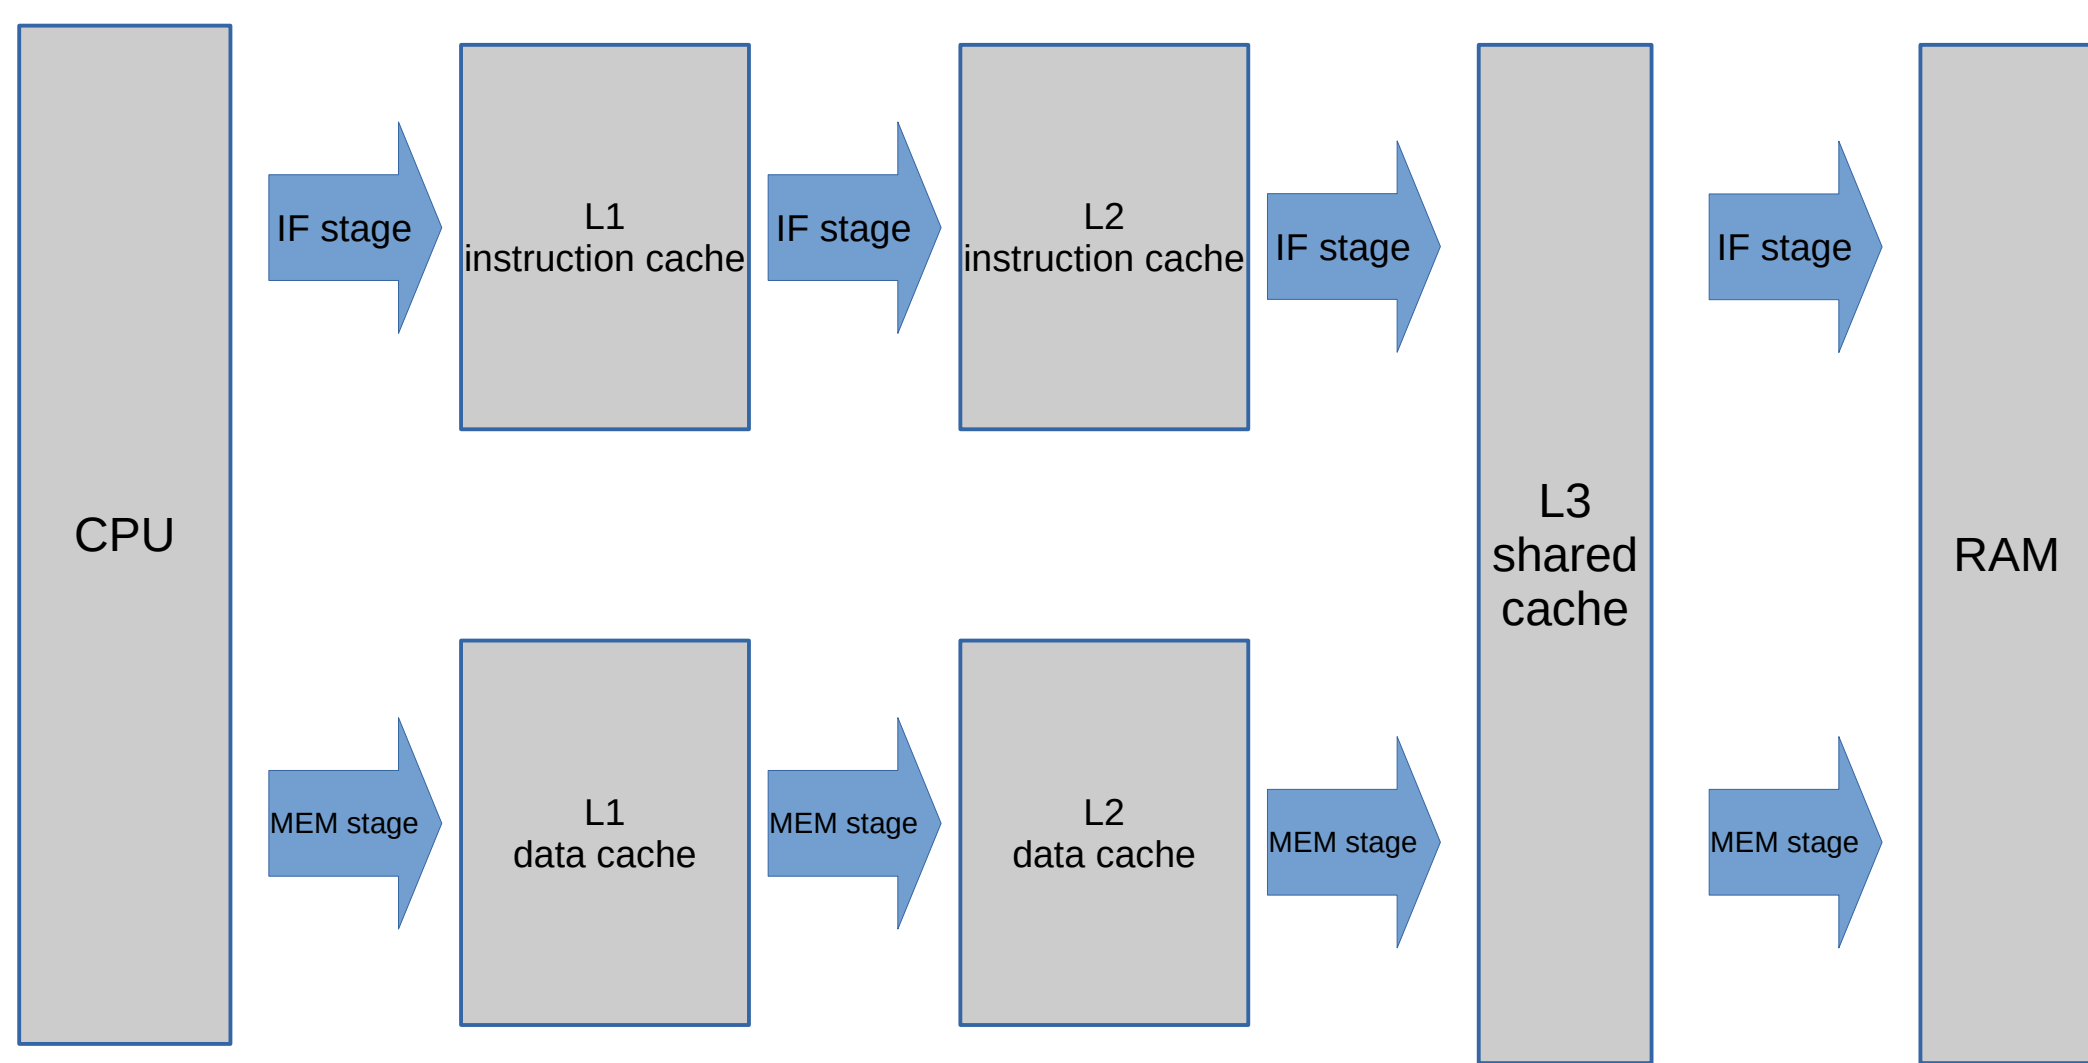 CPU
IF stage
L1
instruction cache
IF stage
L2
instruction cache
IF stage
L3
shared
cache
IF stage
RAM
MEM stage
L1
data cache
MEM stage
L2
data cache
MEM stage
MEM stage